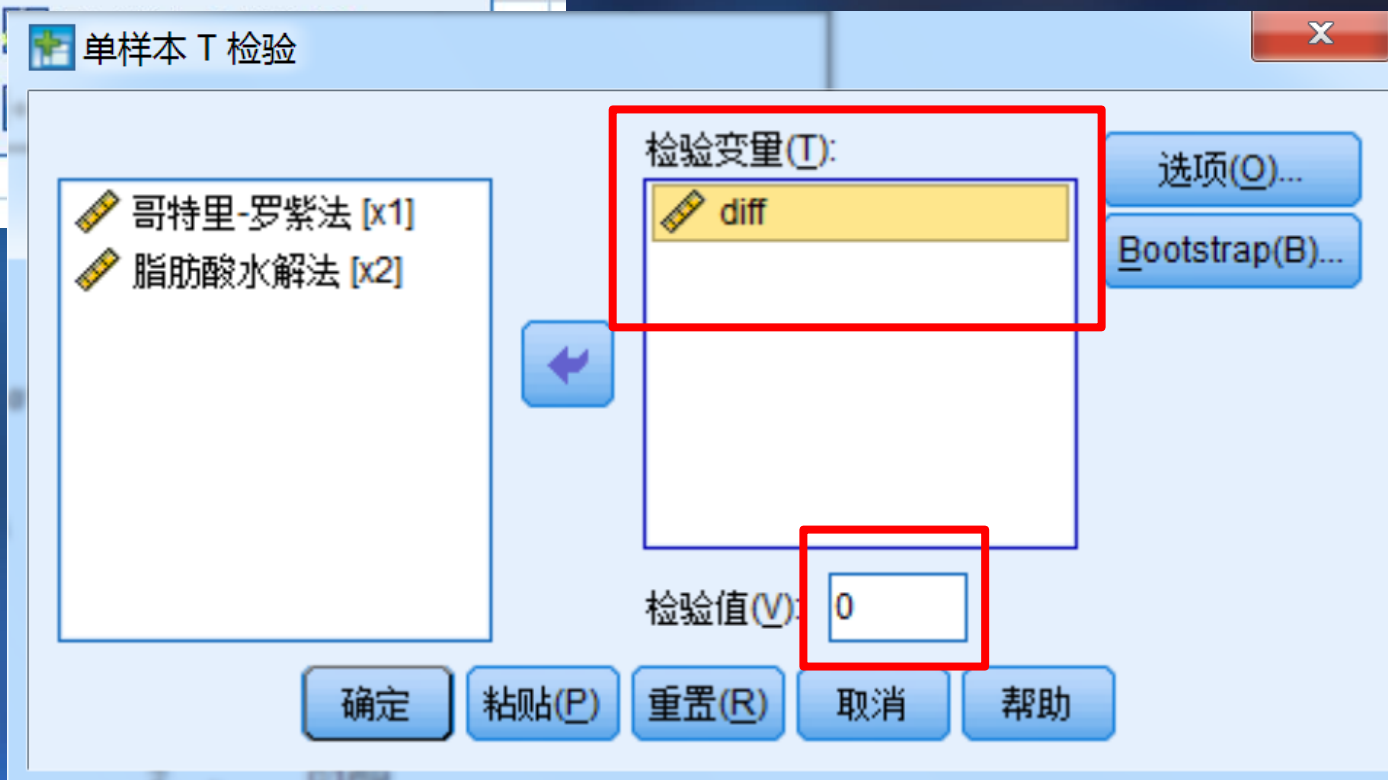 单样本 T 检验
检验变量(T):
哥特里-罗紫法 [x1]
脂肪酸水解法 [x2]
diff
选项(O)...
Bootstrap(B)...
检验值(V): 0
确定
粘贴(P)
重置(R)
取消
帮助